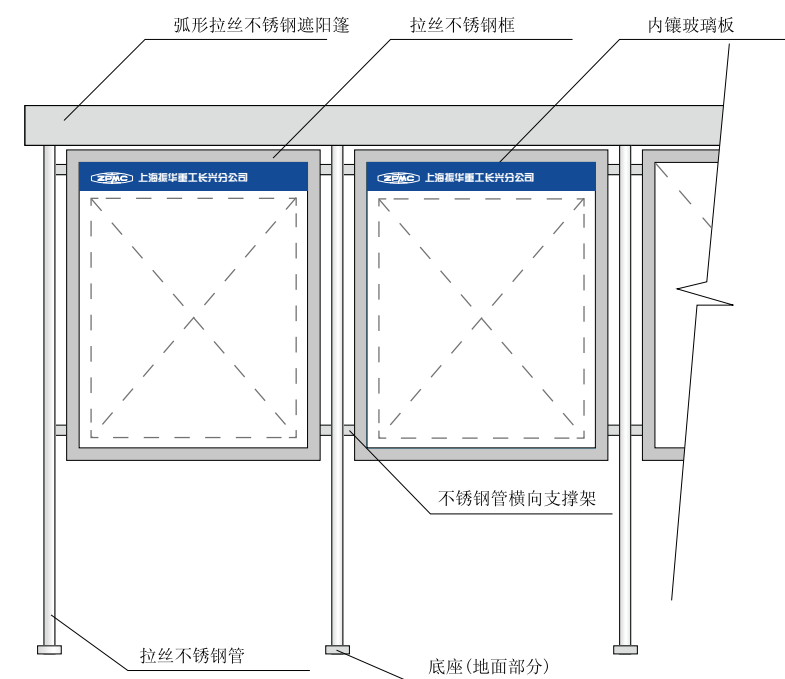 弧形拉丝不锈钢遮阳篷
拉丝不锈钢框
内镶玻璃板
ZPMC 上海振华重工长兴分公司
ZPMC 上海振华重工长兴分公司
不锈钢管横向支撑架
拉丝不锈钢管
底座(地面部分)